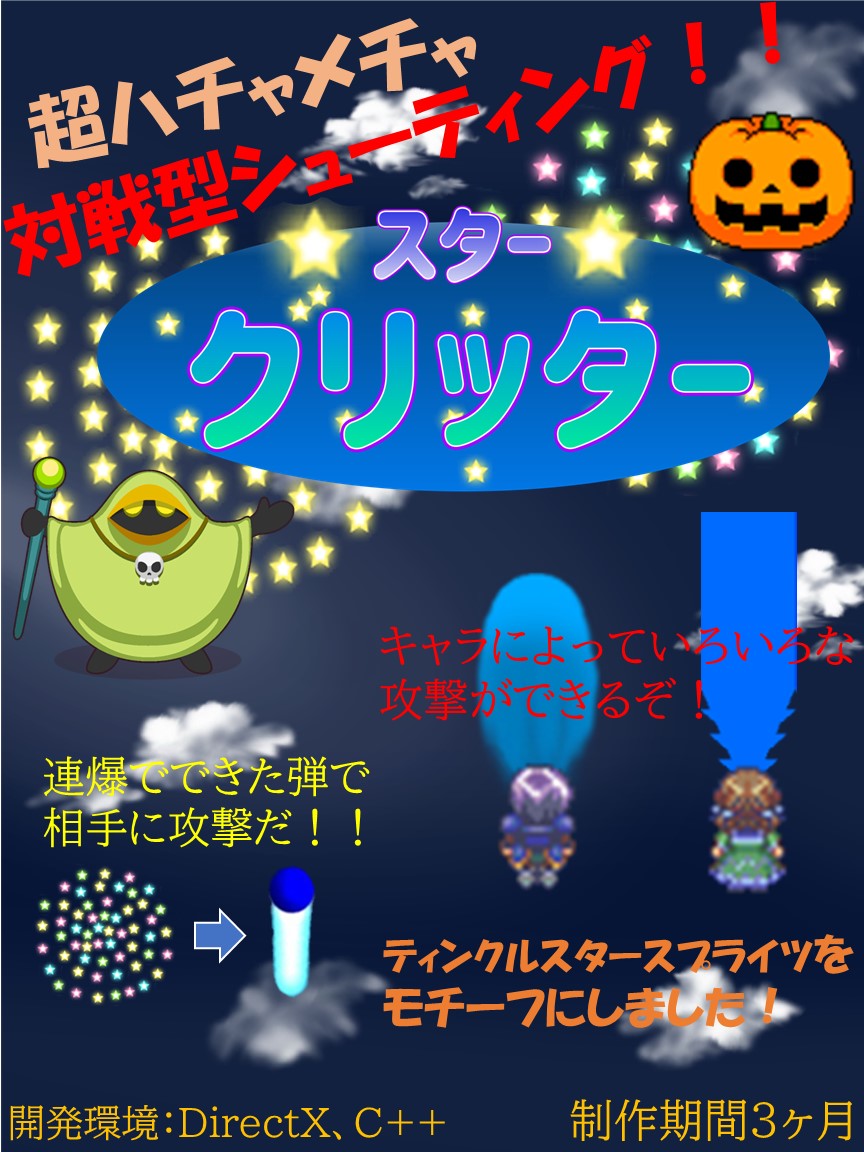 超ハチャメチャ
対戦型シューティング！！
スター
クリッター
キャラによっていろいろな
攻撃ができるぞ！
連爆でできた弾で
相手に攻撃だ！！
ティンクルスタースプライツを
モチーフにしました！
開発環境：DirectX、C++
制作期間3ヶ月